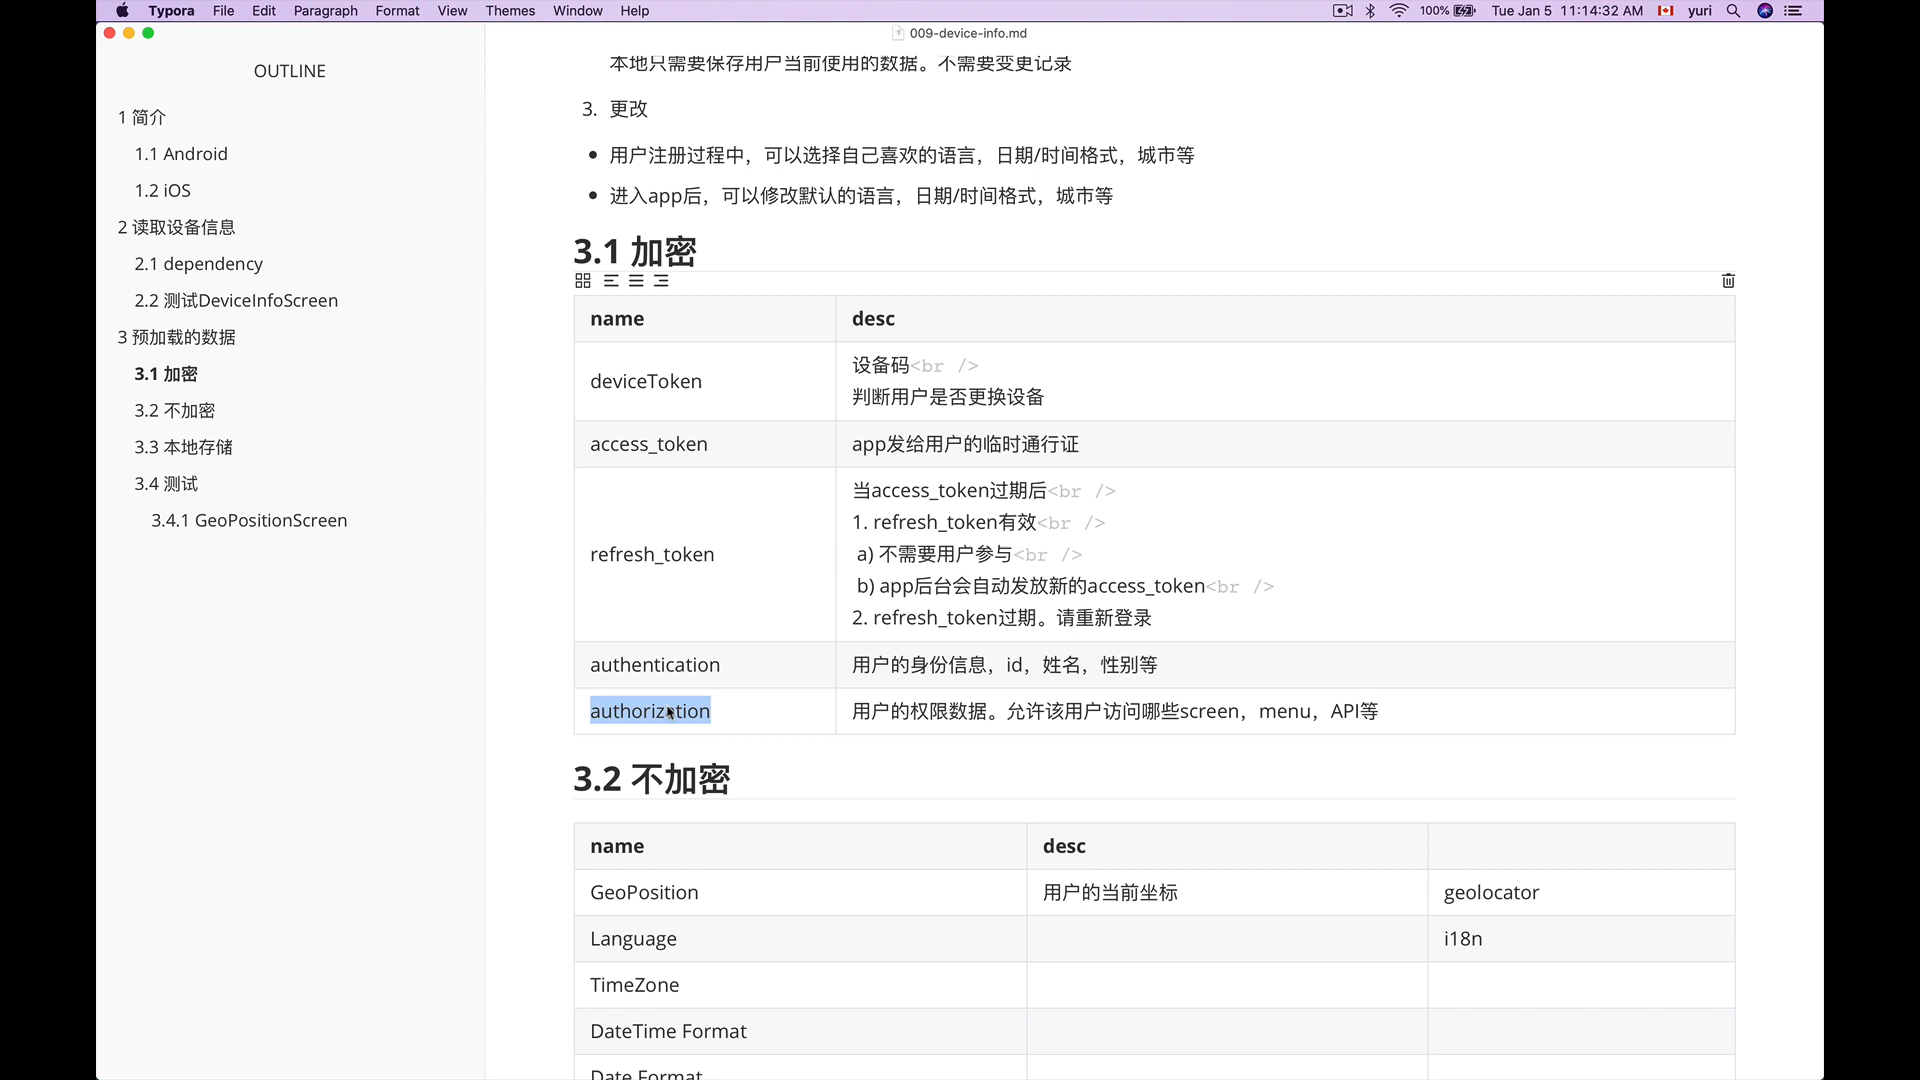 Typora File Edit Paragraph Format View Themes Window Help 100% Tue Jan 5 11:14:32 AM yuri
009-device-info.md
OUTLINE
1 简介
1.1 Android
1.2 iOS
2 读取设备信息
2.1 dependency
2.2 测试DeviceInfoScreen
3 预加载的数据
3.1 加密
3.2 不加密
3.3 本地存储
3.4 测试
3.4.1 GeoPositionScreen
本地只需要保存用户当前使用的数据。不需要变更记录
3. 更改
• 用户注册过程中，可以选择自己喜欢的语言，日期/时间格式，城市等
• 进入app后，可以修改默认的语言，日期/时间格式，城市等
3.1 加密
name desc
deviceToken 设备码<br />
判断用户是否更换设备
access_token app发给用户的临时通行证
当access_token过期后<br />
1. refresh_token有效<br />
refresh_token a) 不需要用户参与<br />
b) app后台会自动发放新的access_token<br />
2. refresh_token过期。请重新登录
authentication 用户的身份信息，id，姓名，性别等
authorization 用户的权限数据。允许该用户访问哪些screen，menu，API等
3.2 不加密
name desc
GeoPosition 用户的当前坐标 geolocator
Language i18n
TimeZone
DateTime Format
Date Format